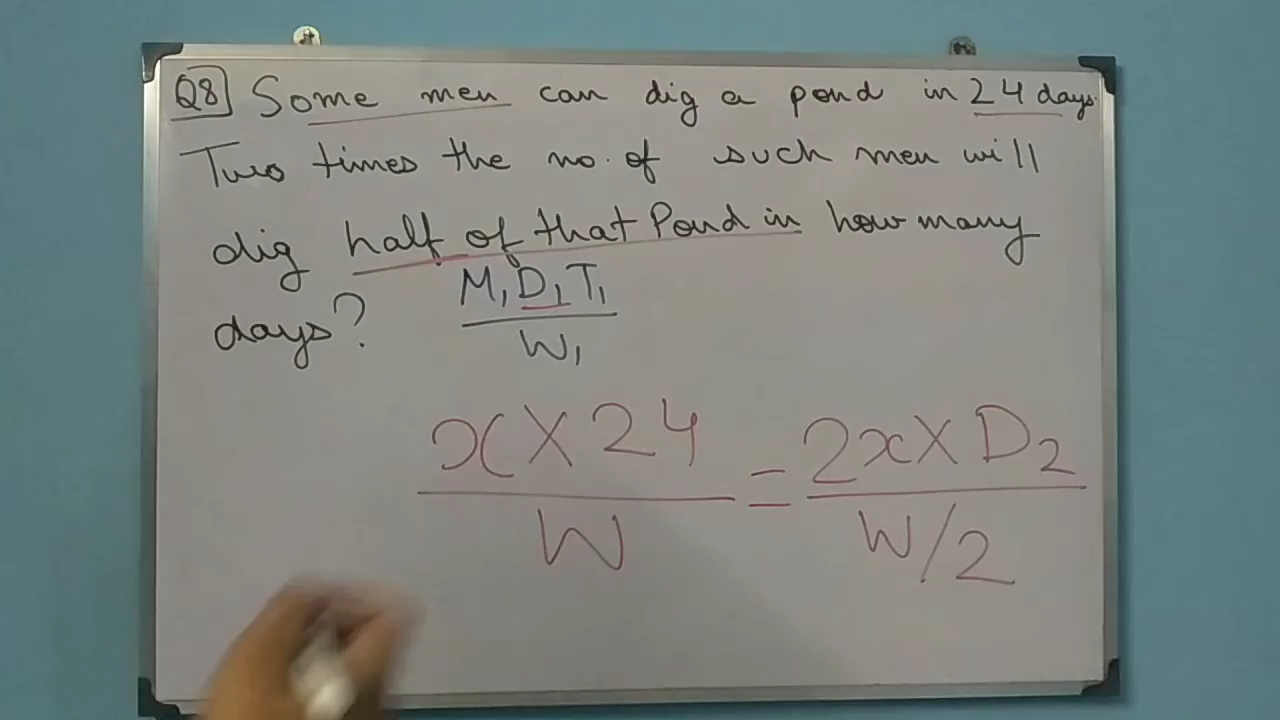 Q8] Some men can dig a pond in 24 days.
Two times the no. of such men will
dig half of that Pond in how many
days?
M₁D₁T₁
W₁
x X 24 = 2x X D₂
W W/2